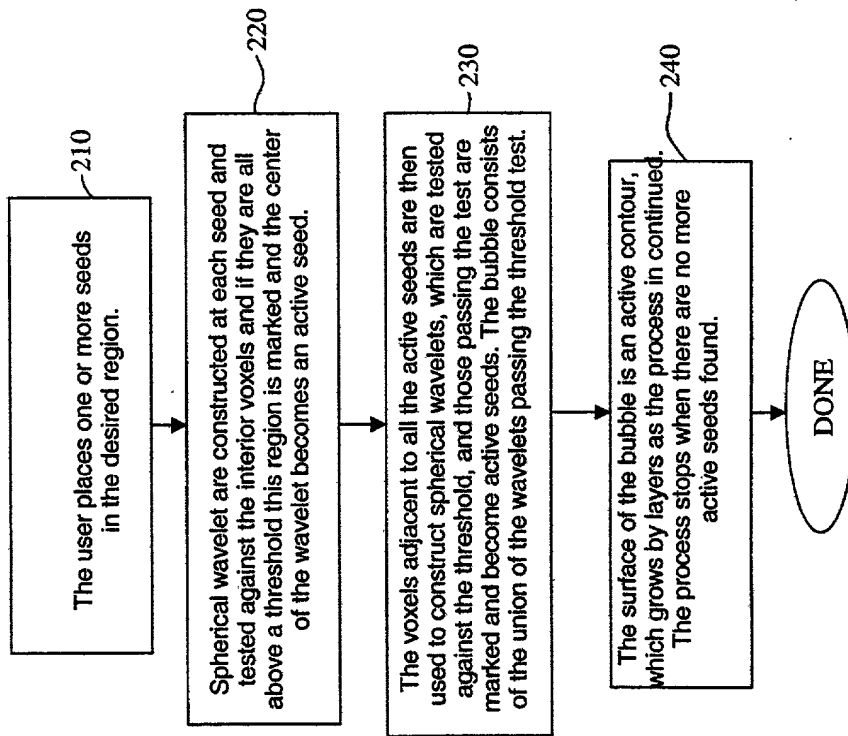 210
The user places one or more seeds
in the desired region.
220
Spherical wavelet are constructed at each seed and
tested against the interior voxels and if they are all
above a threshold this region is marked and the center
of the wavelet becomes an active seed.
230
The voxels adjacent to all the active seeds are then
used to construct spherical wavelets, which are tested
against the threshold, and those passing the test are
marked and become active seeds. The bubble consists
of the union of the wavelets passing the threshold test.
240
The surface of the bubble is an active contour,
which grows by layers as the process in continued.
The process stops when there are no more
active seeds found.
DONE